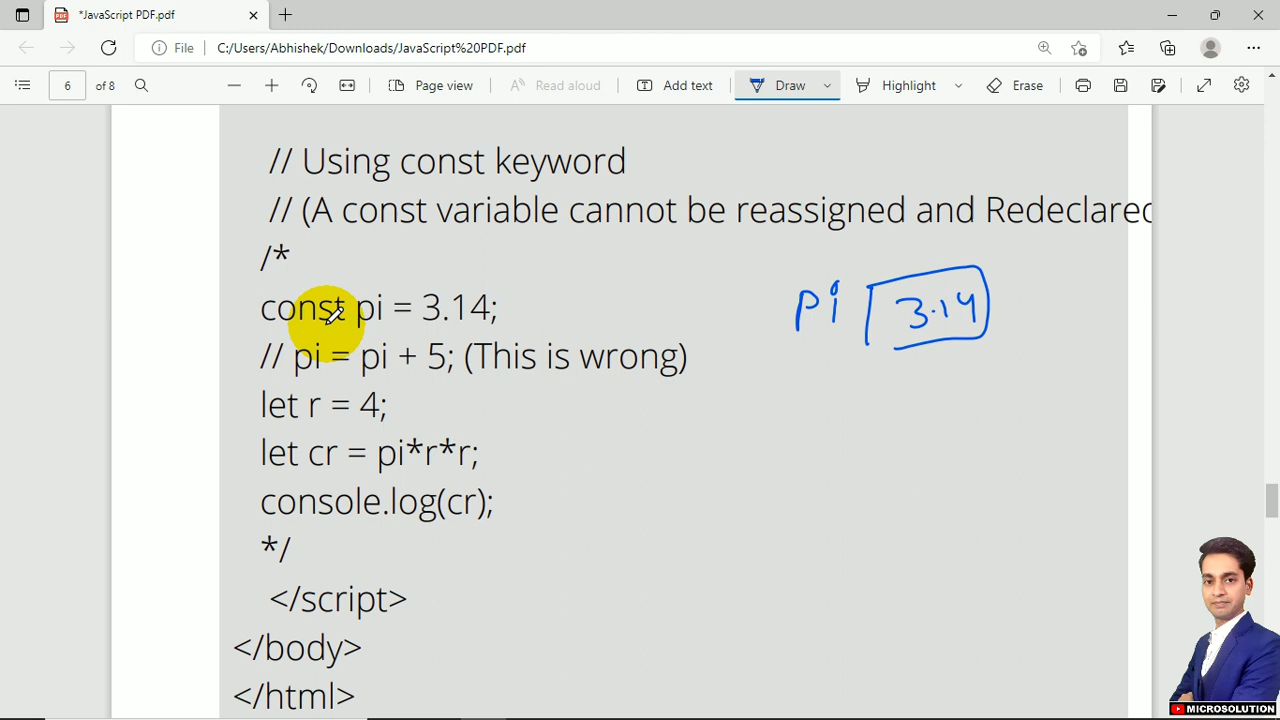 *JavaScript PDF.pdf
File C:/Users/Abhishek/Downloads/JavaScript%20PDF.pdf
6 of 8 Page view Read aloud Add text Draw Highlight Erase
// Using const keyword
// (A const variable cannot be reassigned and Redeclared
/*
const pi = 3.14;
pi 3.14
// pi = pi + 5; (This is wrong)
let r = 4;
let cr = pi*r*r;
console.log(cr);
*/
</script>
</body>
</html>
MICROSOLUTION